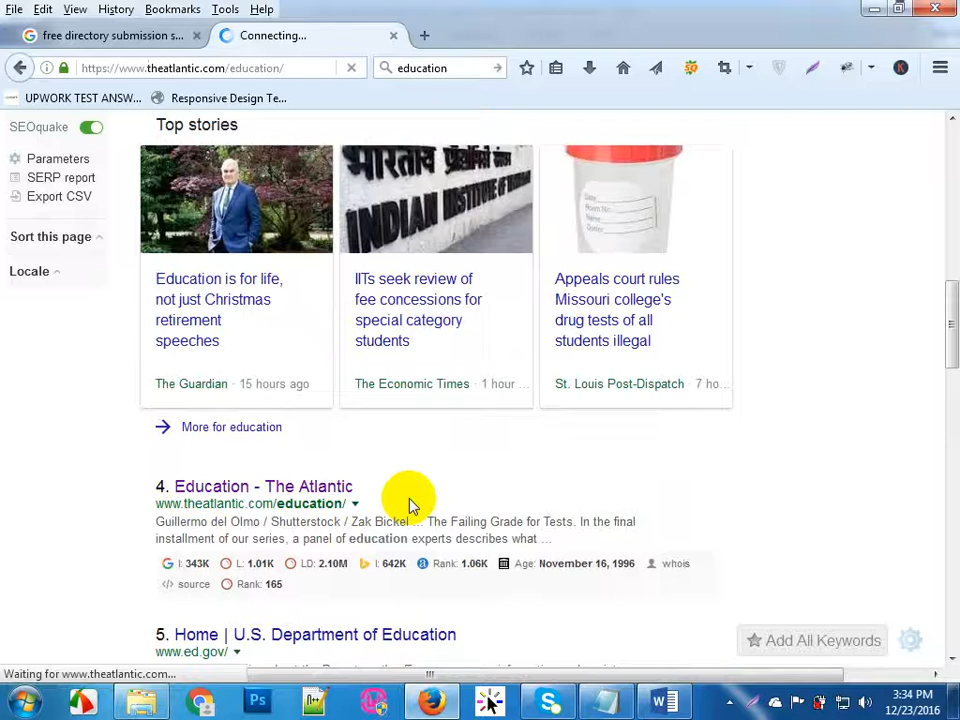 File Edit View History Bookmarks Tools Help
free directory submission s...
Connecting...
https://www.theatlantic.com/education/
education
SQ
K
UPWORK TEST ANSW...
Responsive Design Te...
SEOquake
Parameters
SERP report
Export CSV
Sort this page
Locale
Top stories
भारतीय प्रौद्योगिकी संस्थान
INDIAN INSTITUTE OF
Date
Room No.
Name
Doctor
Education is for life,
not just Christmas
retirement
speeches
The Guardian · 15 hours ago
IITs seek review of
fee concessions for
special category
students
The Economic Times · 1 hour ...
Appeals court rules
Missouri college's
drug tests of all
students illegal
St. Louis Post-Dispatch · 7 ho...
More for education
4. Education - The Atlantic
www.theatlantic.com/education/
Guillermo del Olmo / Shutterstock / Zak Bickel ... The Failing Grade for Tests. In the final
installment of our series, a panel of education experts describes what ...
I: 343K L: 1.01K LD: 2.10M I: 642K Rank: 1.06K Age: November 16, 1996 whois
source Rank: 165
5. Home | U.S. Department of Education
www.ed.gov/
Add All Keywords
Waiting for www.theatlantic.com...
Ps
3:34 PM
12/23/2016